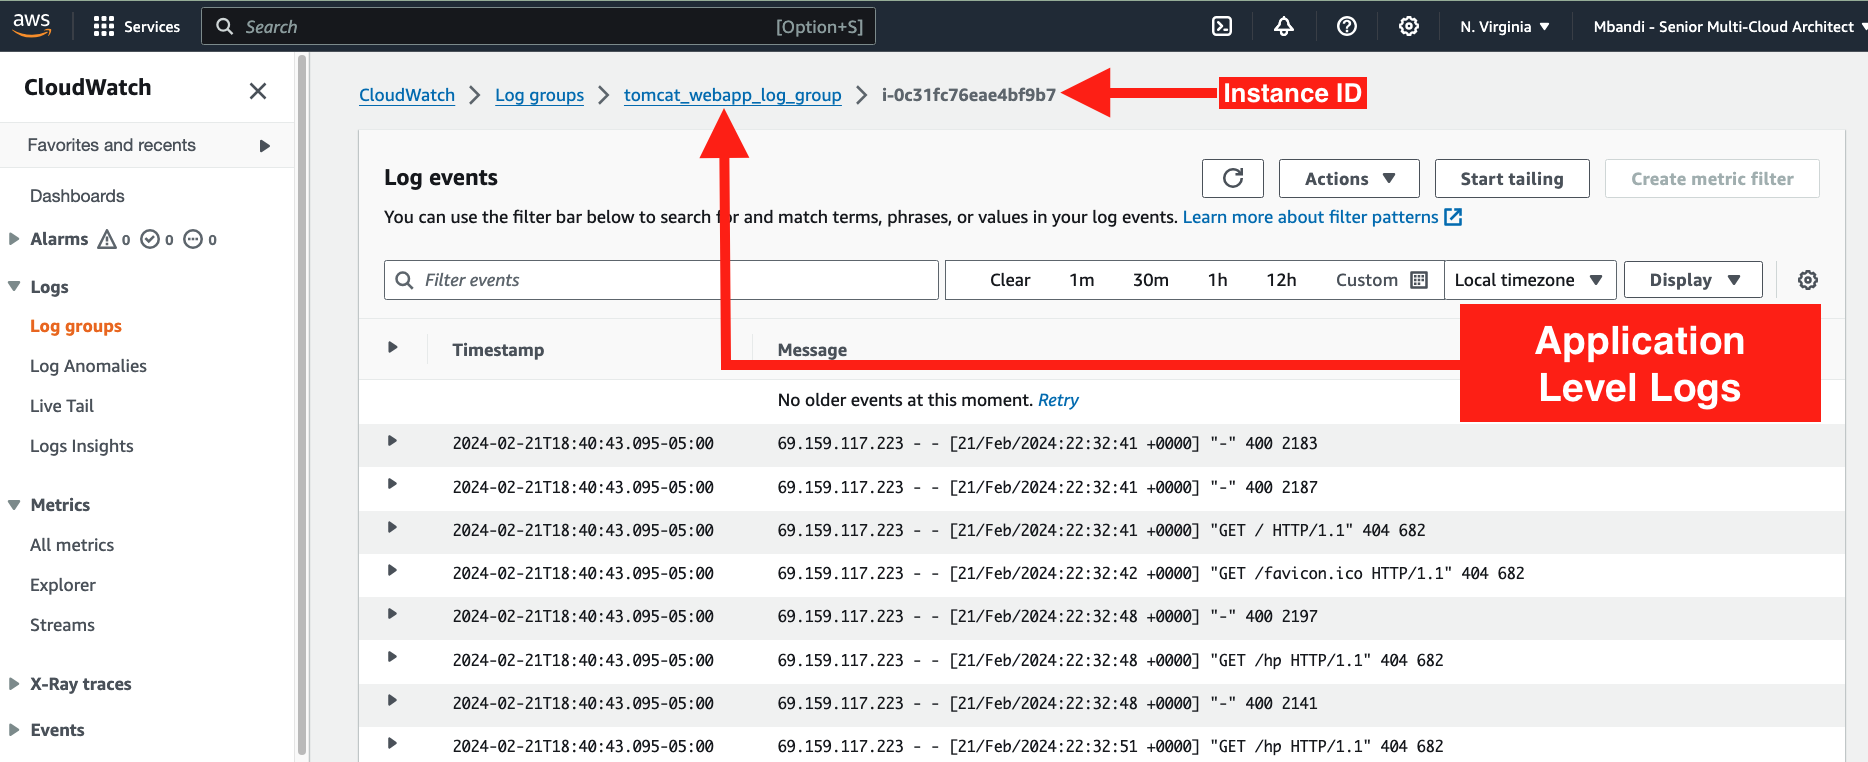 aws Services Search [Option+S] N. Virginia Mbandi - Senior Multi-Cloud Architect
CloudWatch
Favorites and recents
Dashboards
Alarms 0 0 0
Logs
Log groups
Log Anomalies
Live Tail
Logs Insights
Metrics
All metrics
Explorer
Streams
X-Ray traces
Events
CloudWatch Log groups tomcat_webapp_log_group i-0c31fc76eae4bf9b7 Instance ID
Log events
Actions Start tailing Create metric filter
You can use the filter bar below to search for and match terms, phrases, or values in your log events. Learn more about filter patterns
Filter events Clear 1m 30m 1h 12h Custom Local timezone Display
Application
Level Logs
Timestamp Message
No older events at this moment. Retry
2024-02-21T18:40:43.095-05:00 69.159.117.223 - - [21/Feb/2024:22:32:41 +0000] "-" 400 2183
2024-02-21T18:40:43.095-05:00 69.159.117.223 - - [21/Feb/2024:22:32:41 +0000] "-" 400 2187
2024-02-21T18:40:43.095-05:00 69.159.117.223 - - [21/Feb/2024:22:32:41 +0000] "GET / HTTP/1.1" 404 682
2024-02-21T18:40:43.095-05:00 69.159.117.223 - - [21/Feb/2024:22:32:42 +0000] "GET /favicon.ico HTTP/1.1" 404 682
2024-02-21T18:40:43.095-05:00 69.159.117.223 - - [21/Feb/2024:22:32:48 +0000] "-" 400 2197
2024-02-21T18:40:43.095-05:00 69.159.117.223 - - [21/Feb/2024:22:32:48 +0000] "GET /hp HTTP/1.1" 404 682
2024-02-21T18:40:43.095-05:00 69.159.117.223 - - [21/Feb/2024:22:32:48 +0000] "-" 400 2141
2024-02-21T18:40:43.095-05:00 69.159.117.223 - - [21/Feb/2024:22:32:51 +0000] "GET /hp HTTP/1.1" 404 682